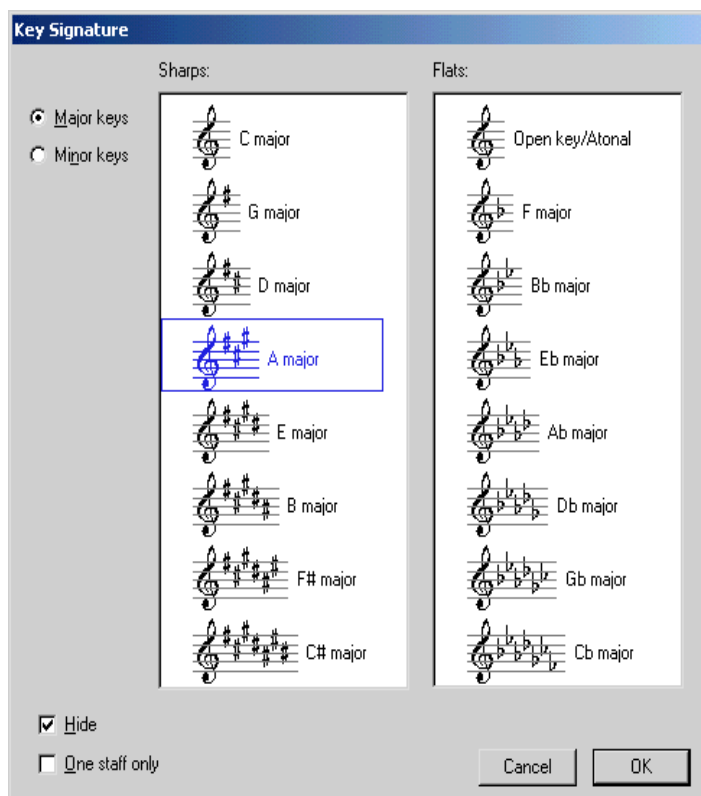 Key Signature
Sharps:
Flats:
Major keys
Minor keys
C major
G major
D major
A major
E major
B major
F# major
C# major
Open key/Atonal
F major
Bb major
Eb major
Ab major
Db major
Gb major
Cb major
Hide
One staff only
Cancel
OK